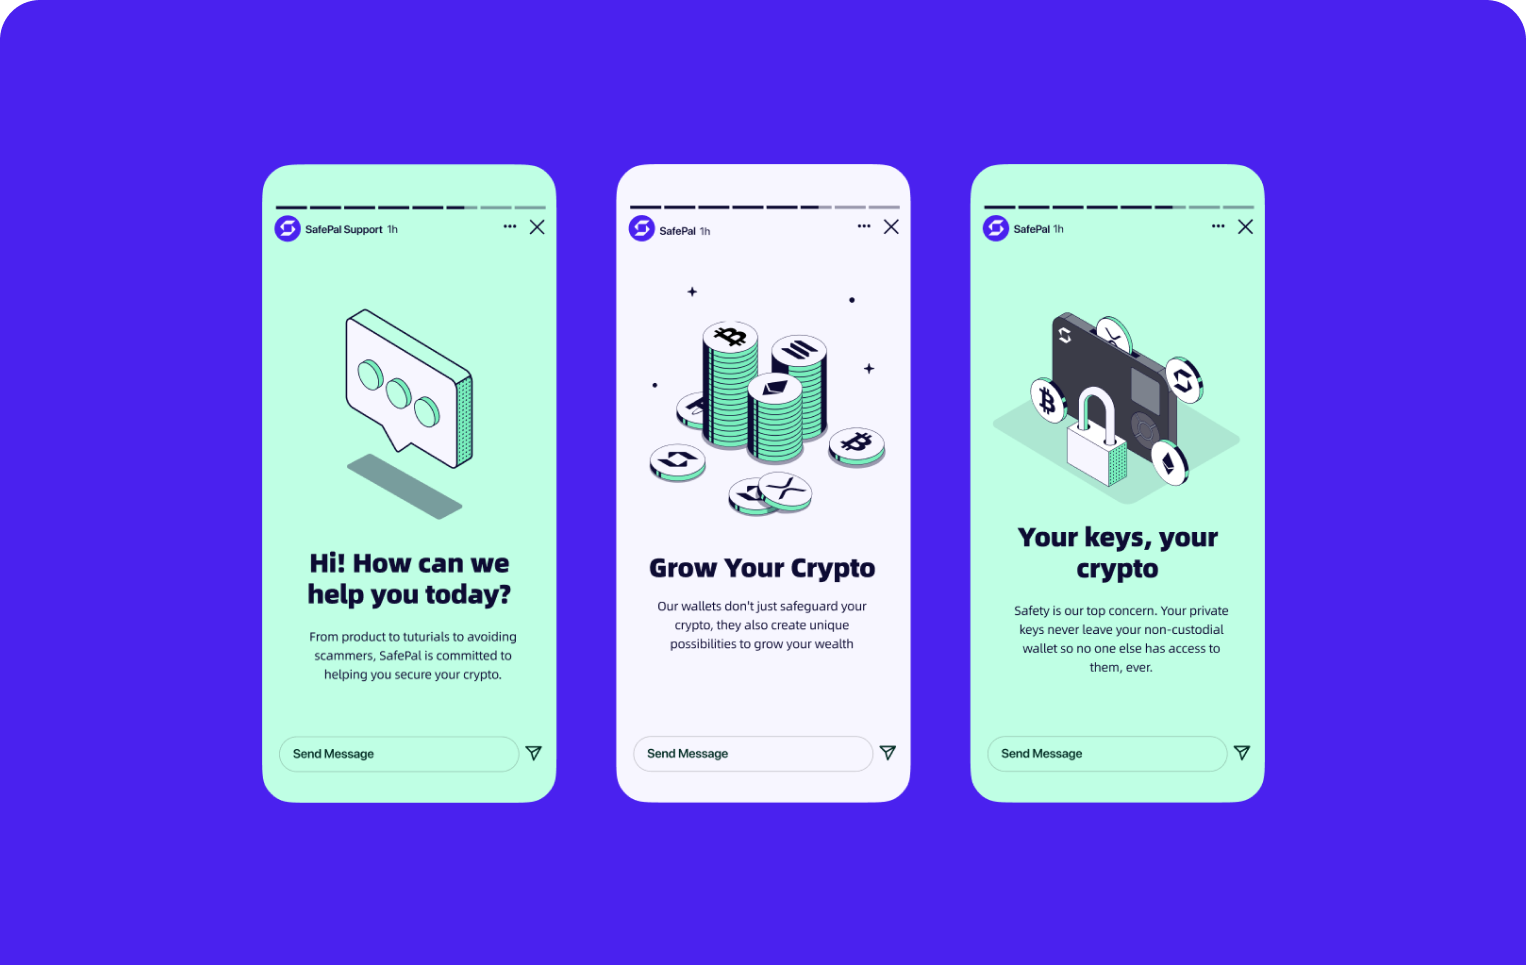 SafePal Support 1h
Hi! How can we
help you today?
From product to tuturials to avoiding
scammers, SafePal is committed to
helping you secure your crypto.
Send Message
SafePal 1h
Grow Your Crypto
Our wallets don't just safeguard your
crypto, they also create unique
possibilities to grow your wealth
Send Message
SafePal 1h
Your keys, your
crypto
Safety is our top concern. Your private
keys never leave your non-custodial
wallet so no one else has access to
them, ever.
Send Message